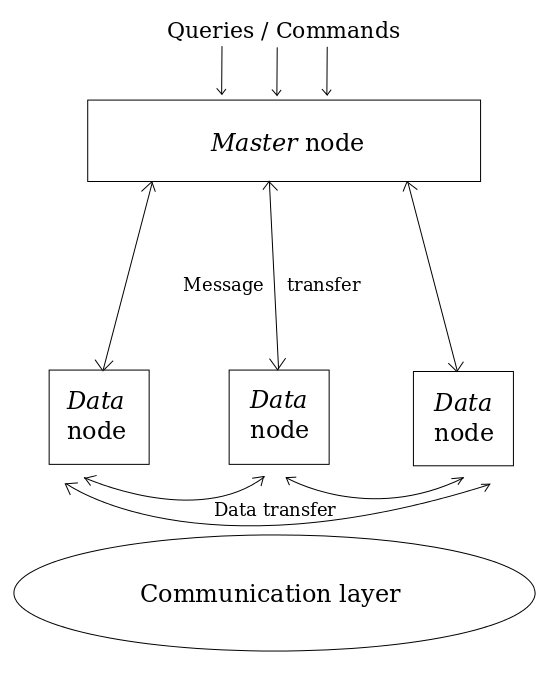 Queries / Commands
Master node
Message transfer
Data
node
Data
node
Data
node
Data transfer
Communication layer